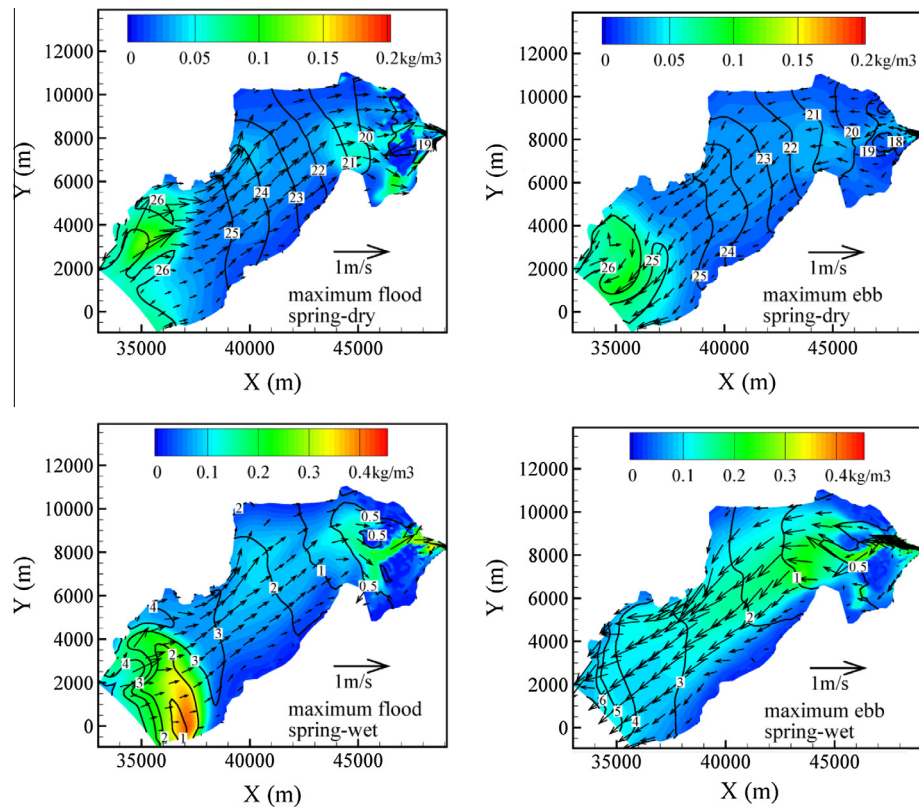 0 0.05 0.1 0.15 0.2kg/m3
12000
10000
8000
6000
4000
2000
0
Y (m)
26
26
25
24
23
22
21
20
19
1m/s
maximum flood
spring-dry
35000 40000 45000
X (m)
0 0.05 0.1 0.15 0.2kg/m3
12000
10000
8000
6000
4000
2000
0
Y (m)
21
20
18
19
22
23
24
25
25
26
1m/s
maximum ebb
spring-dry
35000 40000 45000
X (m)
0 0.1 0.2 0.3 0.4kg/m3
12000
10000
8000
6000
4000
2000
0
Y (m)
2
0.5
0.5
0.5
1
2
3
4
2
3
4
3
2
1
1m/s
maximum flood
spring-wet
35000 40000 45000
X (m)
0 0.1 0.2 0.3 0.4kg/m3
12000
10000
8000
6000
4000
2000
0
Y (m)
0.5
1
2
3
6
5
4
1m/s
maximum ebb
spring-wet
35000 40000 45000
X (m)